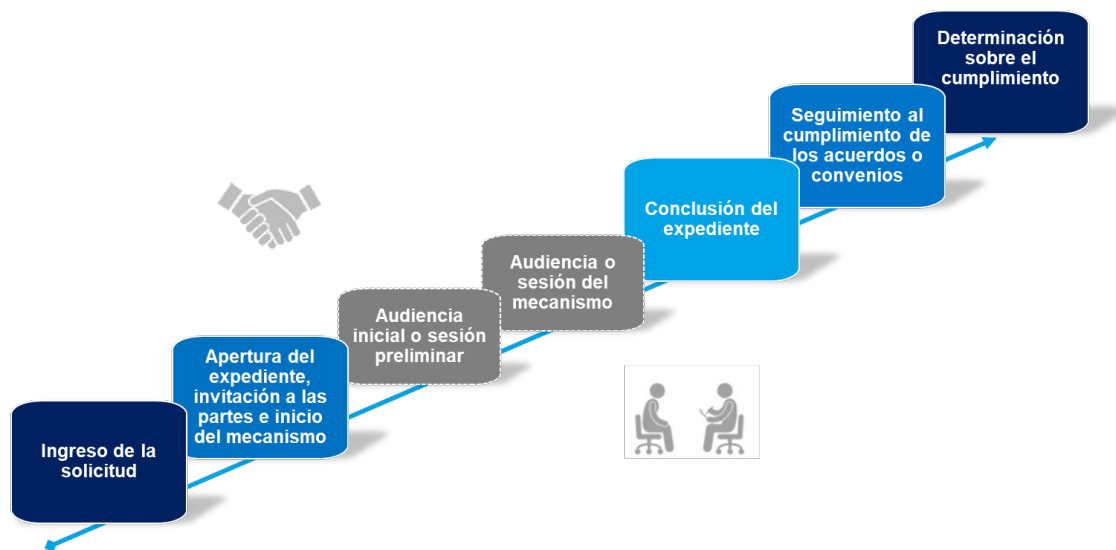 Ingreso de la
solicitud
Apertura del
expediente,
invitación a las
partes e inicio
del mecanismo
Audiencia
inicial o sesión
preliminar
Audiencia o
sesión del
mecanismo
Conclusión del
expediente
Seguimiento al
cumplimiento de
los acuerdos o
convenios
Determinación
sobre el
cumplimiento